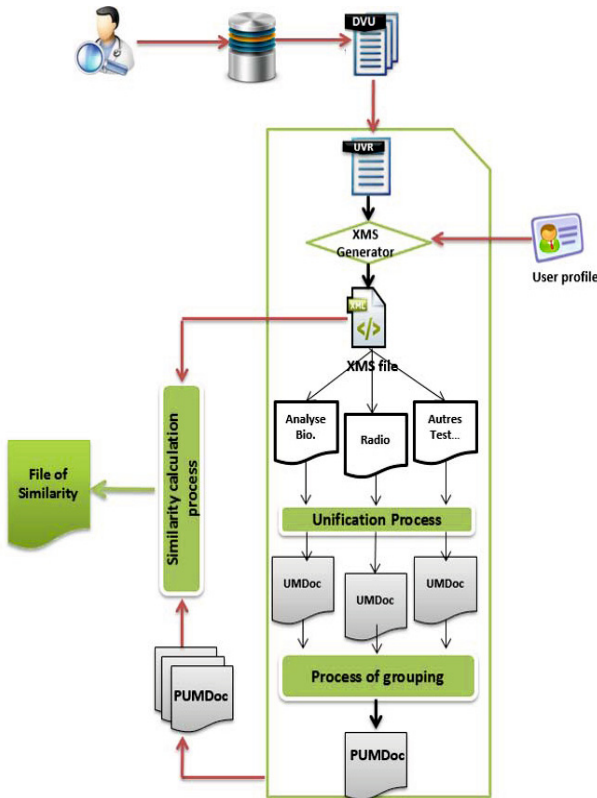 DVU
UVR
XMS
Generator
User profile
XML
</>
XMS file
Analyse
Bio.
Radio
Autres
Test...
File of
Similarity
Similarity calculation
process
Unification Process
UMDoc
UMDoc
UMDoc
Process of grouping
PUMDoc
PUMDoc